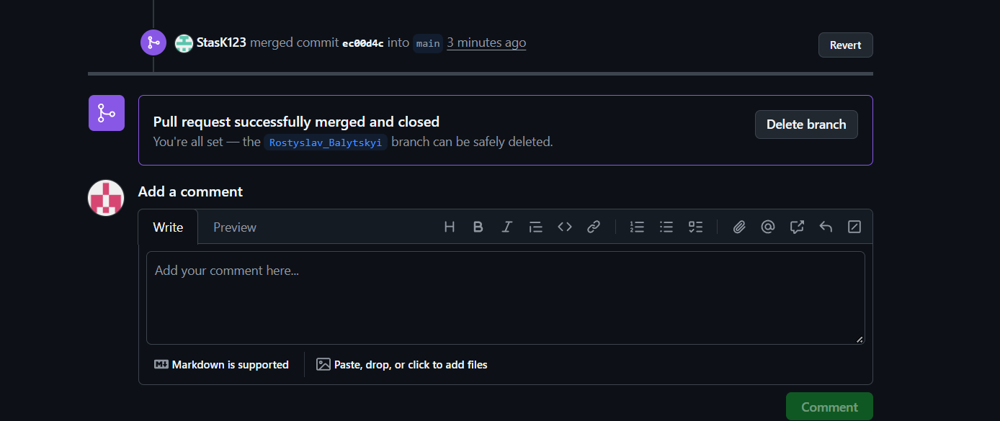 StasK123 merged commit ec00d4c into main 3 minutes ago
Revert
Pull request successfully merged and closed
Delete branch
You're all set — the Rostyslav_Balytskyi branch can be safely deleted.
Add a comment
Write
Preview
Add your comment here...
Markdown is supported
Paste, drop, or click to add files
Comment